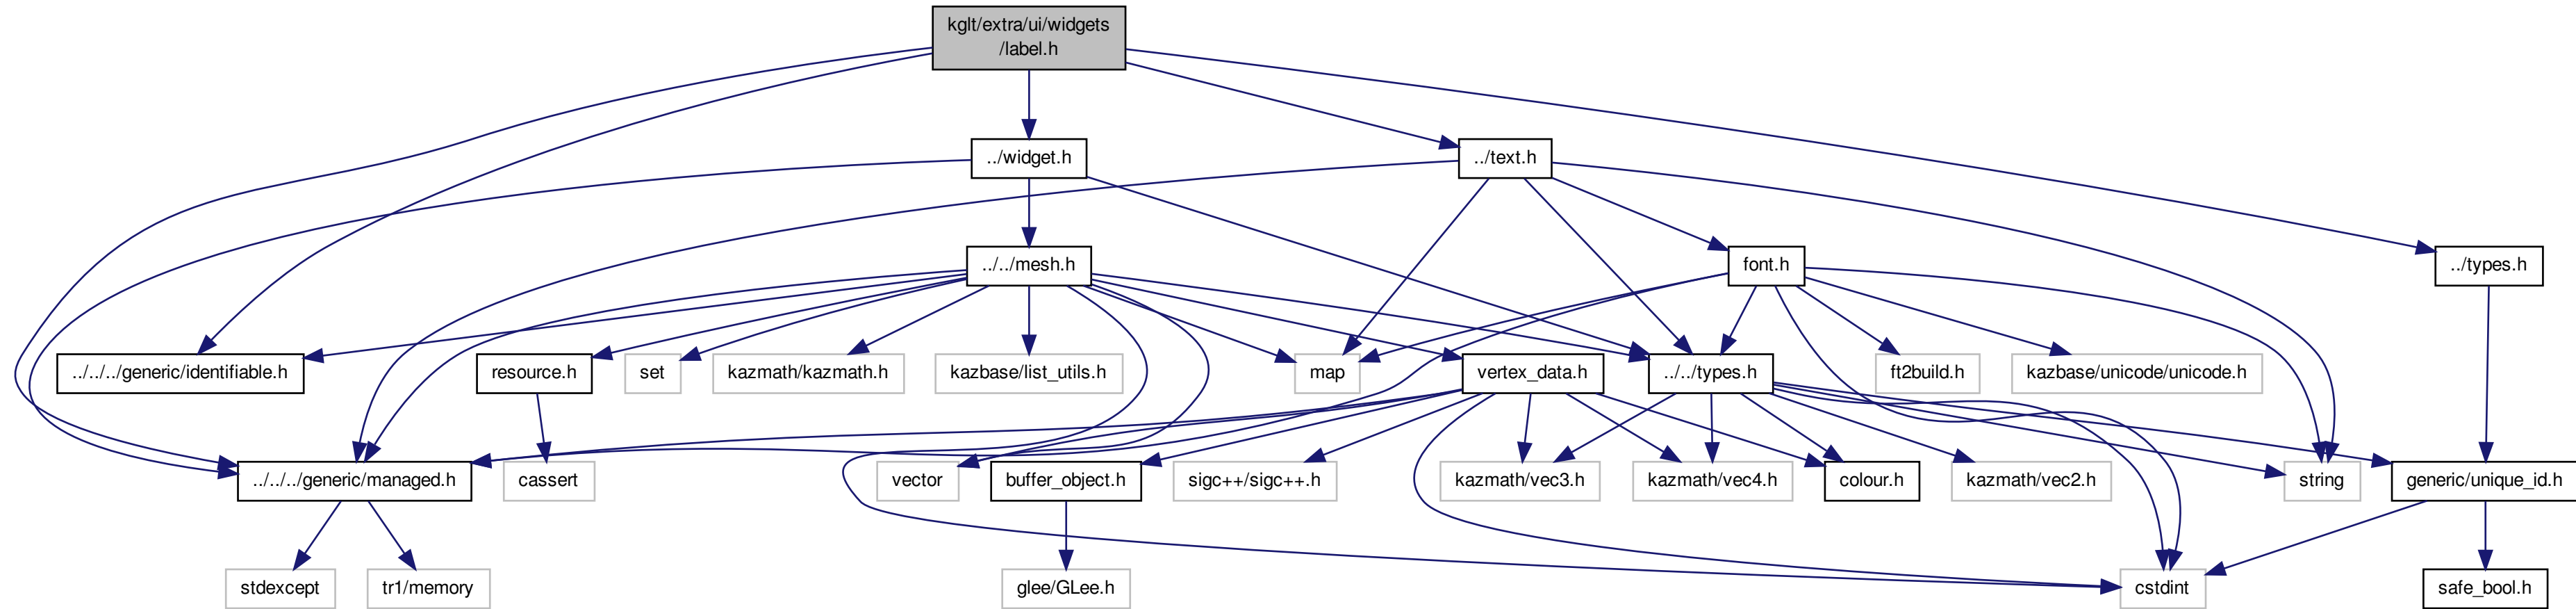 kglt/extra/ui/widgets
/label.h
../widget.h
../text.h
../../mesh.h
font.h
../types.h
../../../generic/identifiable.h
resource.h
set
kazmath/kazmath.h
kazbase/list_utils.h
map
vertex_data.h
../../types.h
ft2build.h
kazbase/unicode/unicode.h
../../../generic/managed.h
cassert
vector
buffer_object.h
sigc++/sigc++.h
kazmath/vec3.h
kazmath/vec4.h
colour.h
kazmath/vec2.h
string
generic/unique_id.h
stdexcept
tr1/memory
glee/GLee.h
cstdint
safe_bool.h